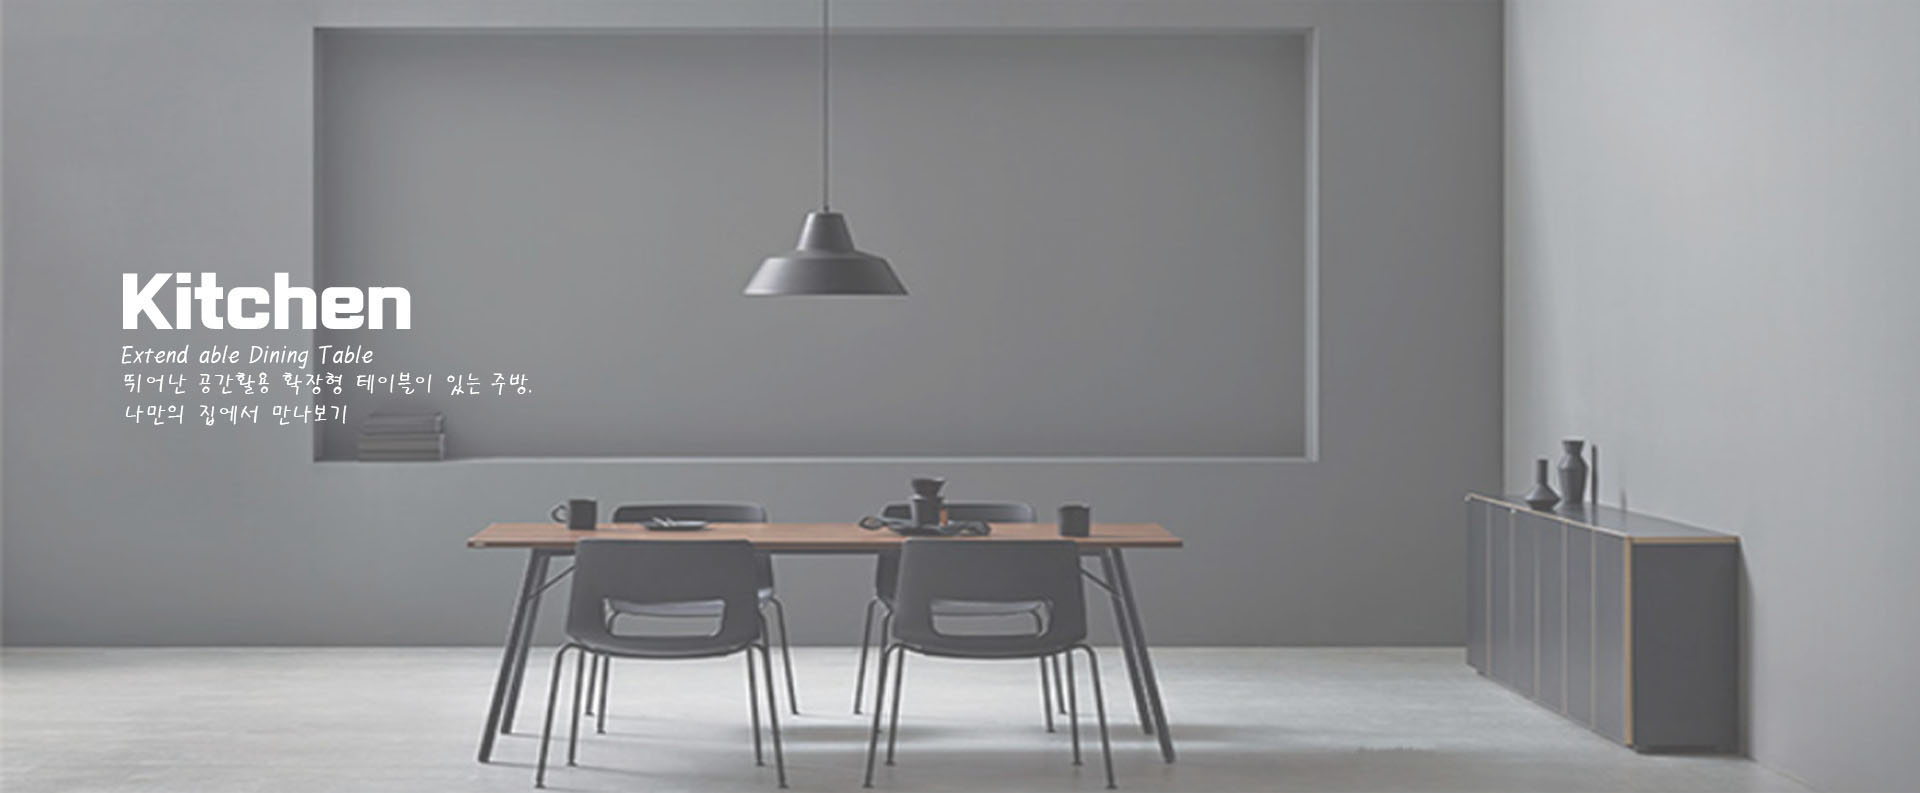 Kitchen
Extend able Dining Table
뛰어난 공간활용 확장형 테이블이 있는 주방.
나만의 집에서 만나보기